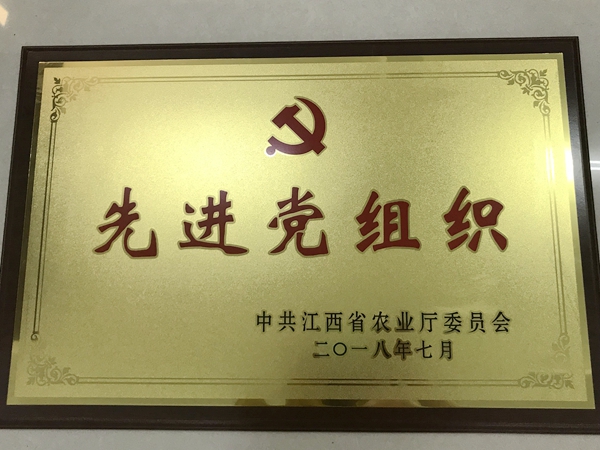 先进党组织
中共江西省农业厅委员会
二〇一八年七月